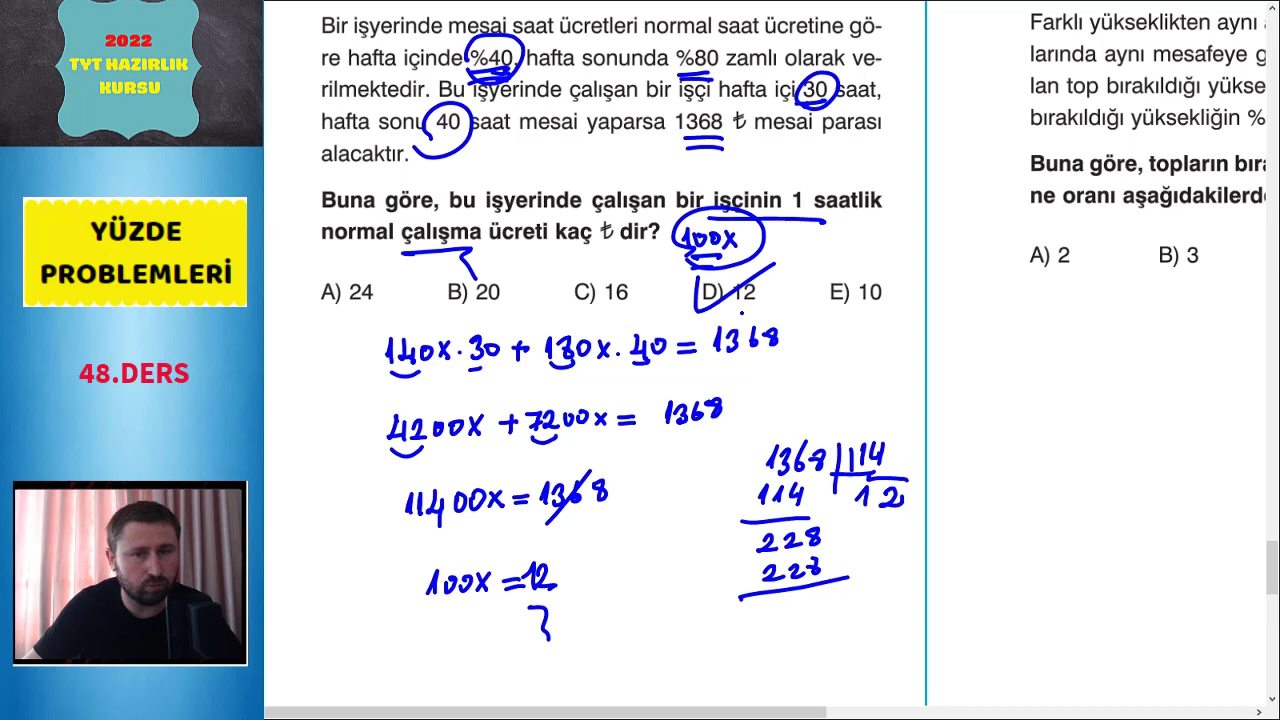 2022
TYT HAZIRLIK
KURSU
YÜZDE
PROBLEMLERİ
48.DERS
Bir işyerinde mesai saat ücretleri normal saat ücretine gö-
re hafta içinde %40, hafta sonunda %80 zamlı olarak ve-
rilmektedir. Bu işyerinde çalışan bir işçi hafta içi 30 saat,
hafta sonu 40 saat mesai yaparsa 1368 ₺ mesai parası
alacaktır.
Buna göre, bu işyerinde çalışan bir işçinin 1 saatlik
normal çalışma ücreti kaç ₺ dir?
100x
A) 24 B) 20 C) 16 D) 12 E) 10
140x.30 + 180x.40 = 1368
4200x + 7200x = 1368
11400x = 1368
100x = 12
1368 114
114 12
228
228
Farklı yükseklikten aynı
larında aynı mesafeye g
lan top bırakıldığı yükse
bırakıldığı yüksekliğin %
Buna göre, topların bıra
ne oranı aşağıdakilerde
A) 2 B) 3